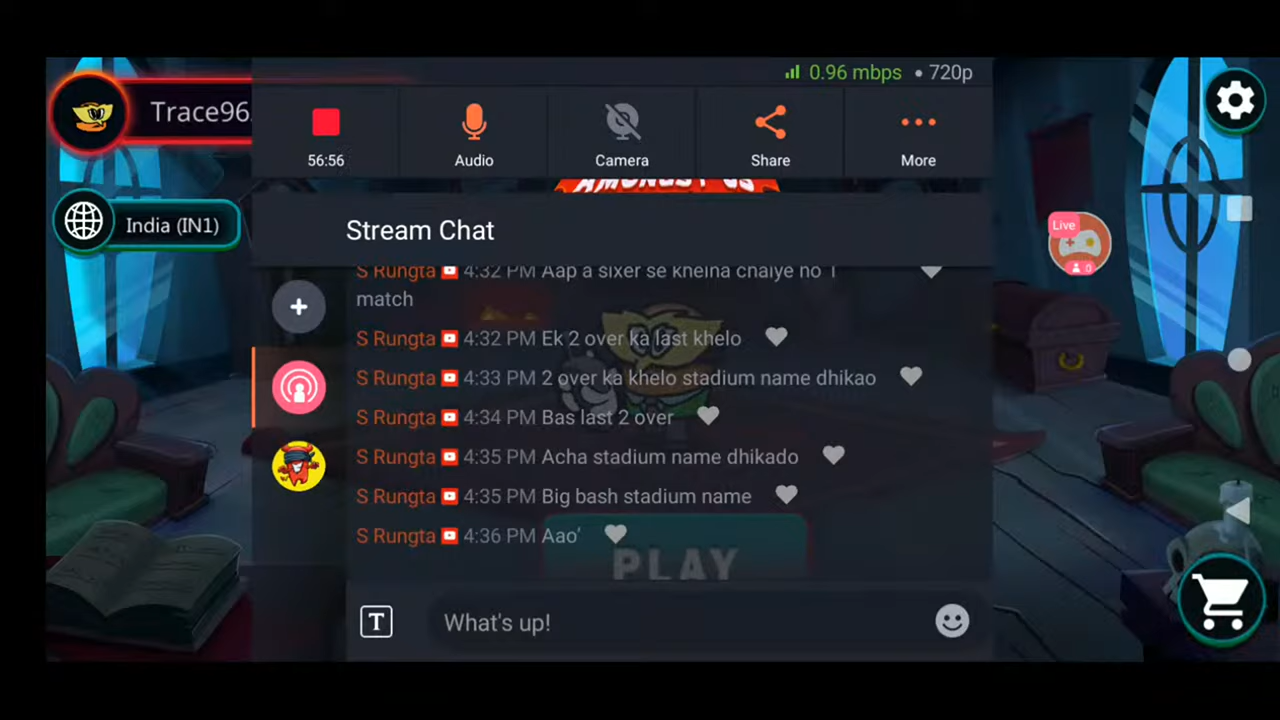 0.96 mbps • 720p
Trace96
56:56
Audio
Camera
Share
More
AMONGST US
India (IN1)
Stream Chat
Live
0
S Rungta 4:32 PM Aap a sixer se khelna chaiye no 1
match
S Rungta 4:32 PM Ek 2 over ka last khelo
S Rungta 4:33 PM 2 over ka khelo stadium name dhikao
S Rungta 4:34 PM Bas last 2 over
S Rungta 4:35 PM Acha stadium name dhikado
S Rungta 4:35 PM Big bash stadium name
S Rungta 4:36 PM Aao’
PLAY
T
What's up!